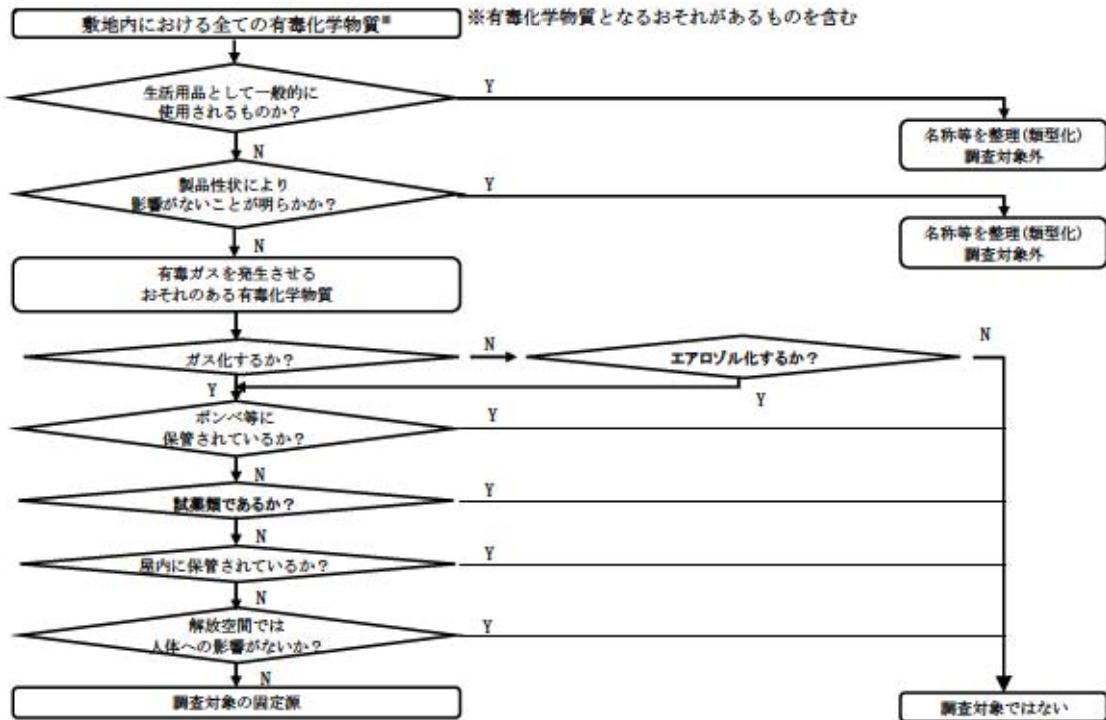 敷地内における全ての有毒化学物質※
※有毒化学物質となるおそれがあるものを含む
生活用品として一般的に
使用されるものか？
Y
名称等を整理(類型化)
調査対象外
N
製品性状により
影響がないことが明らかか？
Y
名称等を整理(類型化)
調査対象外
N
有毒ガスを発生させる
おそれのある有毒化学物質
ガス化するか？
N
エアロゾル化するか？
N
Y
Y
ボンベ等に
保管されているか？
Y
N
試薬類であるか？
Y
N
屋内に保管されているか？
Y
N
解放空間では
人体への影響がないか？
Y
N
調査対象の固定源
調査対象ではない